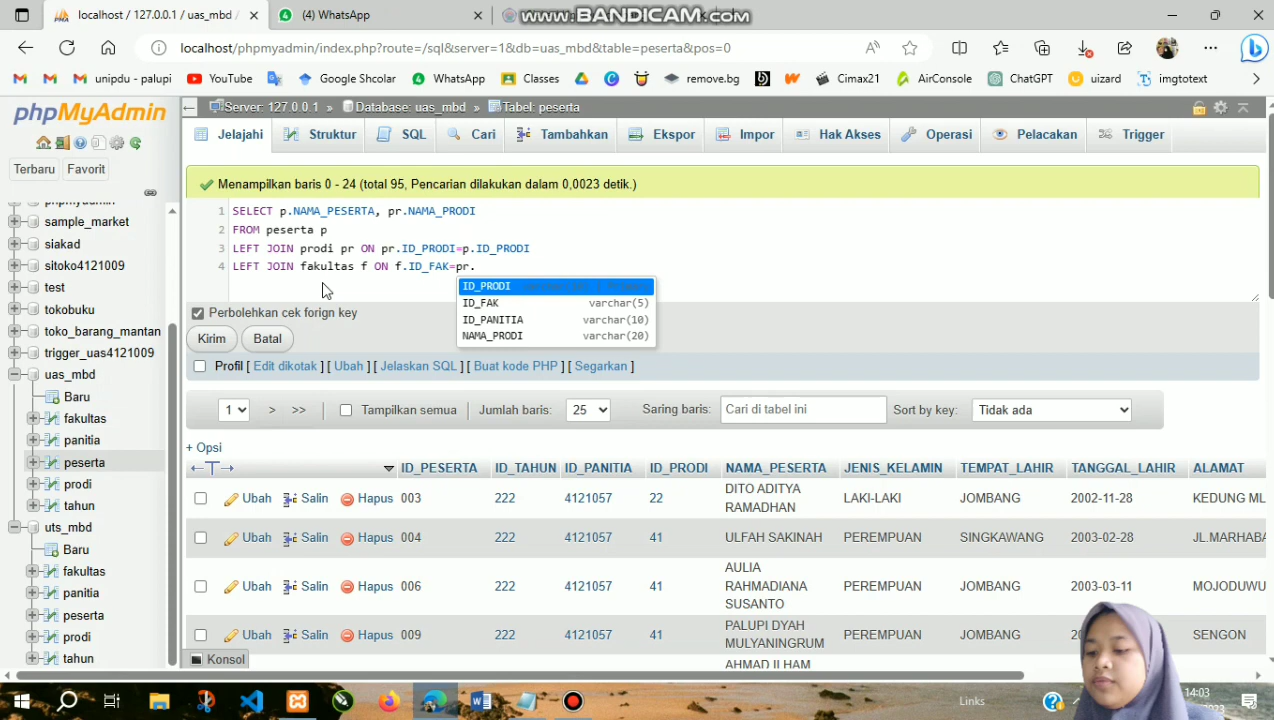 localhost / 127.0.0.1 / uas_mbd /
(4) WhatsApp
www.BANDICAM.com
localhost/phpmyadmin/index.php?route=/sql&server=1&db=uas_mbd&table=peserta&pos=0
unipdu - palupi
YouTube
Google Shcolar
WhatsApp
Classes
remove.bg
Cimax21
AirConsole
ChatGPT
uizard
imgtotext
phpMyAdmin
Server: 127.0.0.1 » Database: uas_mbd » Tabel: peserta
Jelajahi Struktur SQL Cari Tambahkan Ekspor Impor Hak Akses Operasi Pelacakan Trigger
Terbaru Favorit
phpmyadmin
sample_market
siakad
sitoko4121009
test
tokobuku
toko_barang_mantan
trigger_uas4121009
uas_mbd
Baru
fakultas
panitia
peserta
prodi
tahun
uts_mbd
Baru
fakultas
panitia
peserta
prodi
tahun
Menampilkan baris 0 - 24 (total 95, Pencarian dilakukan dalam 0,0023 detik.)
1 SELECT p.NAMA_PESERTA, pr.NAMA_PRODI
2 FROM peserta p
3 LEFT JOIN prodi pr ON pr.ID_PRODI=p.ID_PRODI
4 LEFT JOIN fakultas f ON f.ID_FAK=pr.
ID_PRODI
ID_FAK varchar(5)
ID_PANITIA varchar(10)
NAMA_PRODI varchar(20)
Perbolehkan cek forign key
Kirim Batal
Profil [ Edit dikotak ] [ Ubah ] [ Jelaskan SQL ] [ Buat kode PHP ] [ Segarkan ]
1 > >> Tampilkan semua Jumlah baris: 25 Saring baris: Cari di tabel ini Sort by key: Tidak ada
+ Opsi
ID_PESERTA ID_TAHUN ID_PANITIA ID_PRODI NAMA_PESERTA JENIS_KELAMIN TEMPAT_LAHIR TANGGAL_LAHIR ALAMAT
Ubah Salin Hapus 003 222 4121057 22 DITO ADITYA RAMADHAN LAKI-LAKI JOMBANG 2002-11-28 KEDUNG
Ubah Salin Hapus 004 222 4121057 41 ULFAH SAKINAH PEREMPUAN SINGKAWANG 2003-02-28 JL.MARHABA
Ubah Salin Hapus 006 222 4121057 41 AULIA RAHMADIANA SUSANTO PEREMPUAN JOMBANG 2003-03-11 MOJODUWU
Ubah Salin Hapus 009 222 4121057 41 PALUPI DYAH MULYANINGRUM PEREMPUAN JOMBANG SENGON
AHMAD ILHAM
Konsol
Links
14:03